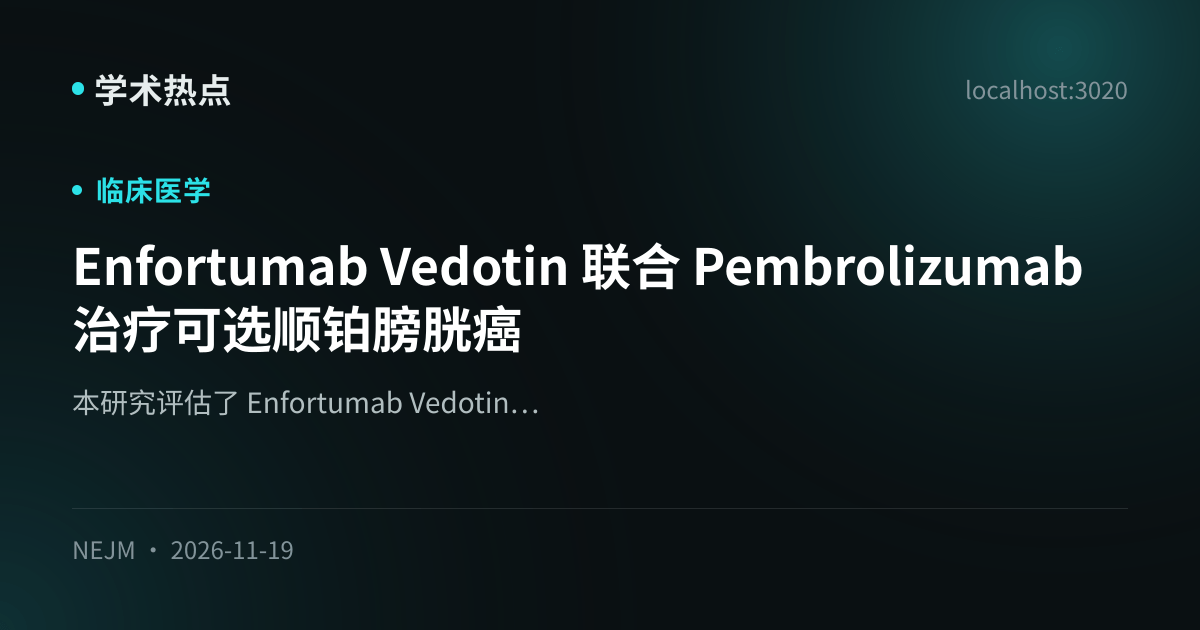 学术热点
localhost:3020
临床医学
Enfortumab Vedotin 联合 Pembrolizumab
治疗可选顺铂膀胱癌
本研究评估了 Enfortumab Vedotin…
NEJM • 2026-11-19